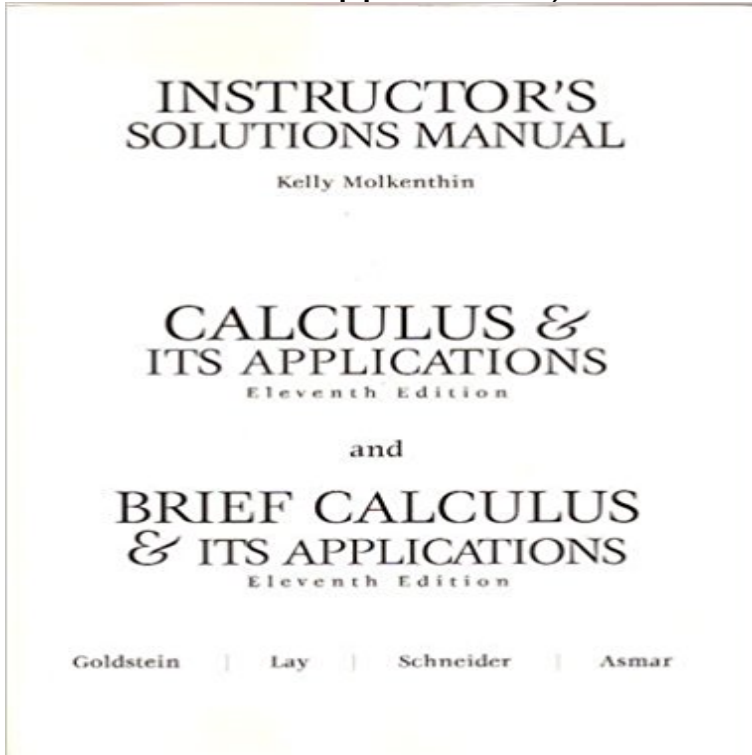 INSTRUCTOR'S
SOLUTIONS MANUAL
Kelly Molkenthin
CALCULUS &
ITS APPLICATIONS
Eleventh Edition
and
BRIEF CALCULUS
& ITS APPLICATIONS
Eleventh Edition
Goldstein | Lay | Schneider | Asmar